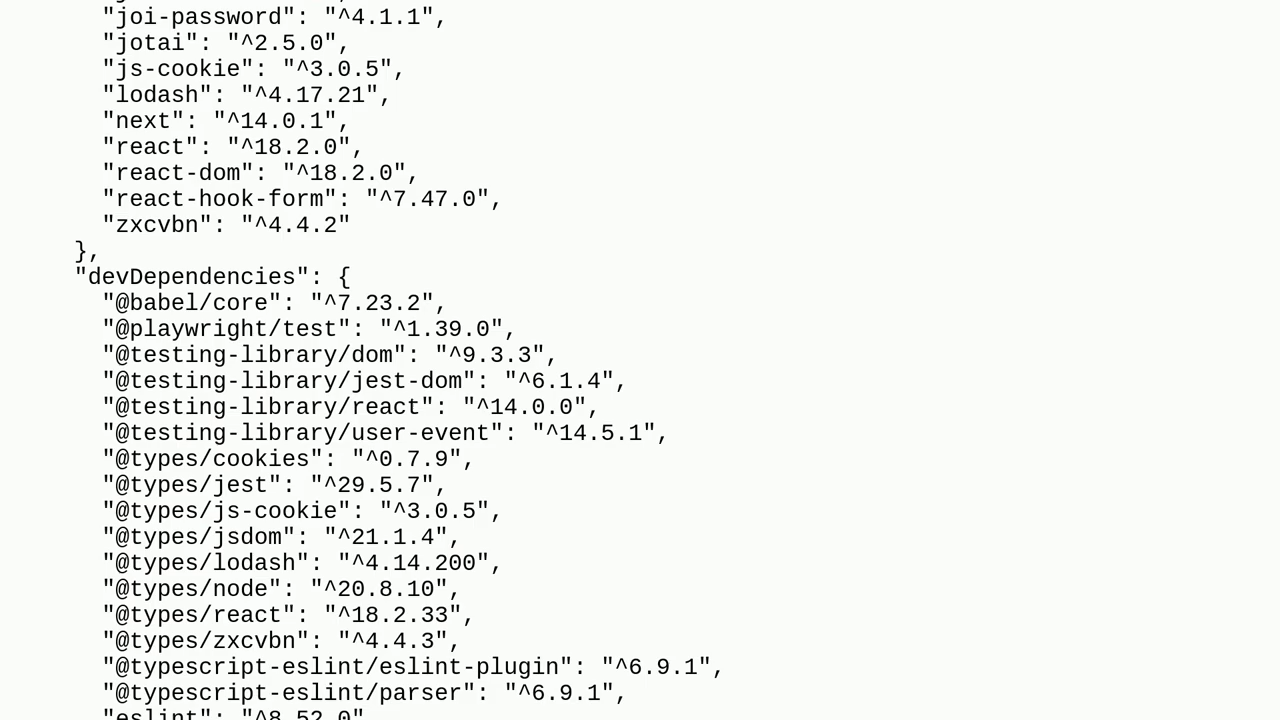 "joi-password": "^4.1.1",
"jotai": "^2.5.0",
"js-cookie": "^3.0.5",
"lodash": "^4.17.21",
"next": "^14.0.1",
"react": "^18.2.0",
"react-dom": "^18.2.0",
"react-hook-form": "^7.47.0",
"zxcvbn": "^4.4.2"
},
"devDependencies": {
"@babel/core": "^7.23.2",
"@playwright/test": "^1.39.0",
"@testing-library/dom": "^9.3.3",
"@testing-library/jest-dom": "^6.1.4",
"@testing-library/react": "^14.0.0",
"@testing-library/user-event": "^14.5.1",
"@types/cookies": "^0.7.9",
"@types/jest": "^29.5.7",
"@types/js-cookie": "^3.0.5",
"@types/jsdom": "^21.1.4",
"@types/lodash": "^4.14.200",
"@types/node": "^20.8.10",
"@types/react": "^18.2.33",
"@types/zxcvbn": "^4.4.3",
"@typescript-eslint/eslint-plugin": "^6.9.1",
"@typescript-eslint/parser": "^6.9.1",
"eslint": "^8.52.0"